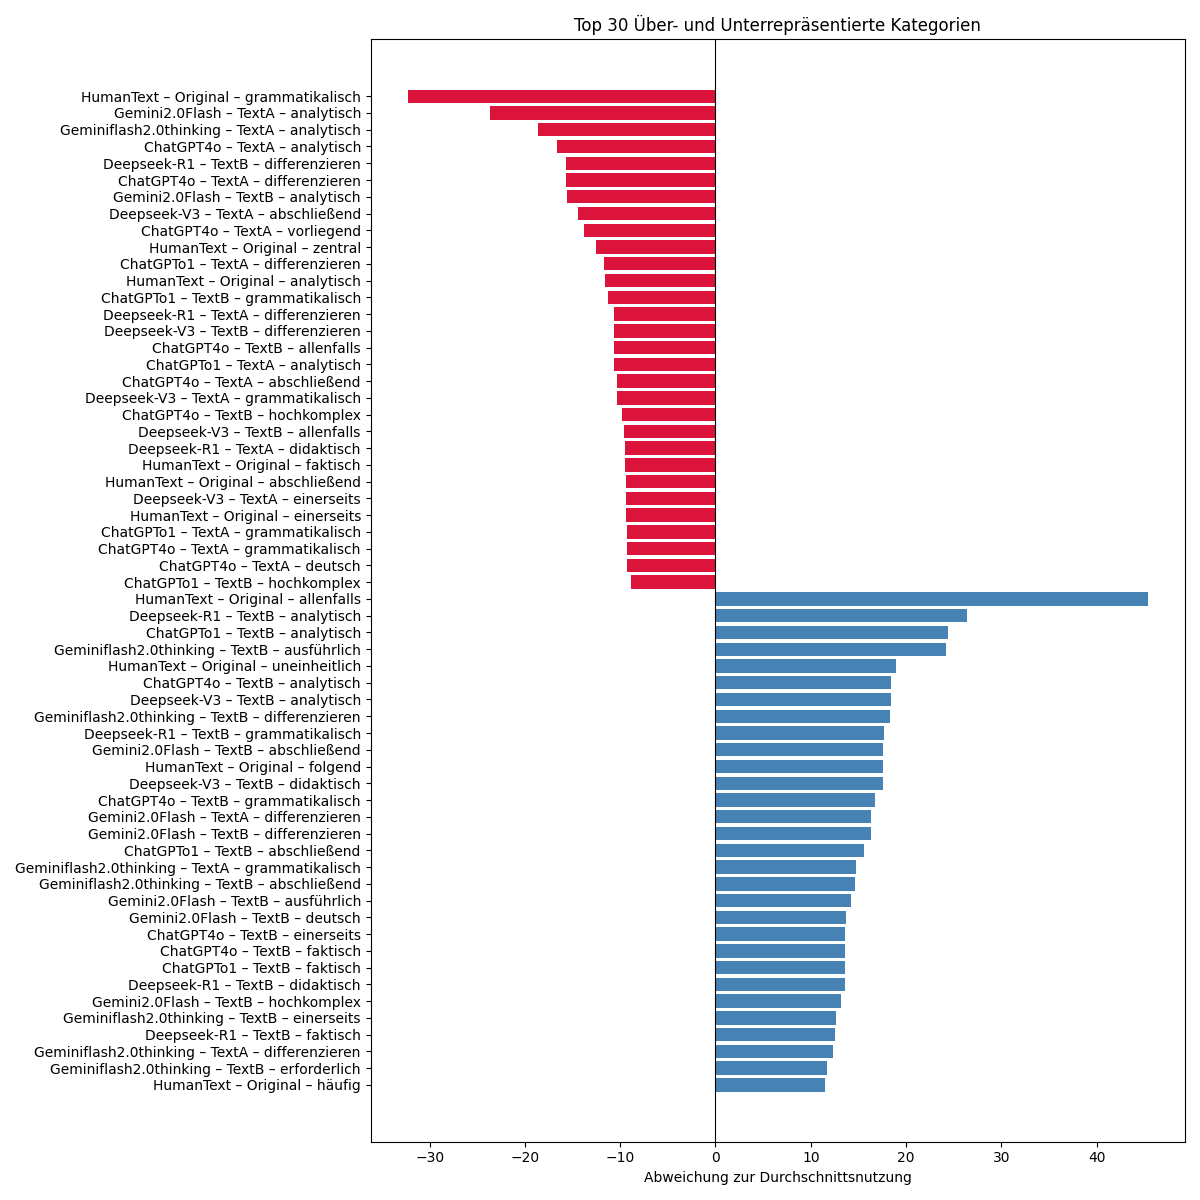 Top 30 Über- und Unterrepräsentierte Kategorien
HumanText – Original – grammatikalisch
Gemini2.0Flash – TextA – analytisch
Geminiflash2.0thinking – TextA – analytisch
ChatGPT4o – TextA – analytisch
Deepseek-R1 – TextB – differenzieren
ChatGPT4o – TextA – differenzieren
Gemini2.0Flash – TextB – analytisch
Deepseek-V3 – TextA – abschließend
ChatGPT4o – TextA – vorliegend
HumanText – Original – zentral
ChatGPTo1 – TextA – differenzieren
HumanText – Original – analytisch
ChatGPTo1 – TextB – grammatikalisch
Deepseek-R1 – TextA – differenzieren
Deepseek-V3 – TextB – differenzieren
ChatGPT4o – TextB – allenfalls
ChatGPTo1 – TextA – analytisch
ChatGPT4o – TextA – abschließend
Deepseek-V3 – TextA – grammatikalisch
ChatGPT4o – TextB – hochkomplex
Deepseek-V3 – TextB – allenfalls
Deepseek-R1 – TextA – didaktisch
HumanText – Original – faktisch
HumanText – Original – abschließend
Deepseek-V3 – TextA – einerseits
HumanText – Original – einerseits
ChatGPTo1 – TextA – grammatikalisch
ChatGPT4o – TextA – grammatikalisch
ChatGPT4o – TextA – deutsch
ChatGPTo1 – TextB – hochkomplex
HumanText – Original – allenfalls
Deepseek-R1 – TextB – analytisch
ChatGPTo1 – TextB – analytisch
Geminiflash2.0thinking – TextB – ausführlich
HumanText – Original – uneinheitlich
ChatGPT4o – TextB – analytisch
Deepseek-V3 – TextB – analytisch
Geminiflash2.0thinking – TextB – differenzieren
Deepseek-R1 – TextB – grammatikalisch
Gemini2.0Flash – TextB – abschließend
HumanText – Original – folgend
Deepseek-V3 – TextB – didaktisch
ChatGPT4o – TextB – grammatikalisch
Gemini2.0Flash – TextA – differenzieren
Gemini2.0Flash – TextB – differenzieren
ChatGPTo1 – TextB – abschließend
Geminiflash2.0thinking – TextA – grammatikalisch
Geminiflash2.0thinking – TextB – abschließend
Gemini2.0Flash – TextB – ausführlich
Gemini2.0Flash – TextB – deutsch
ChatGPT4o – TextB – einerseits
ChatGPT4o – TextB – faktisch
ChatGPTo1 – TextB – faktisch
Deepseek-R1 – TextB – didaktisch
Gemini2.0Flash – TextB – hochkomplex
Geminiflash2.0thinking – TextB – einerseits
Deepseek-R1 – TextB – faktisch
Geminiflash2.0thinking – TextA – differenzieren
Geminiflash2.0thinking – TextB – erforderlich
HumanText – Original – häufig
−30 −20 −10 0 10 20 30 40
Abweichung zur Durchschnittsnutzung